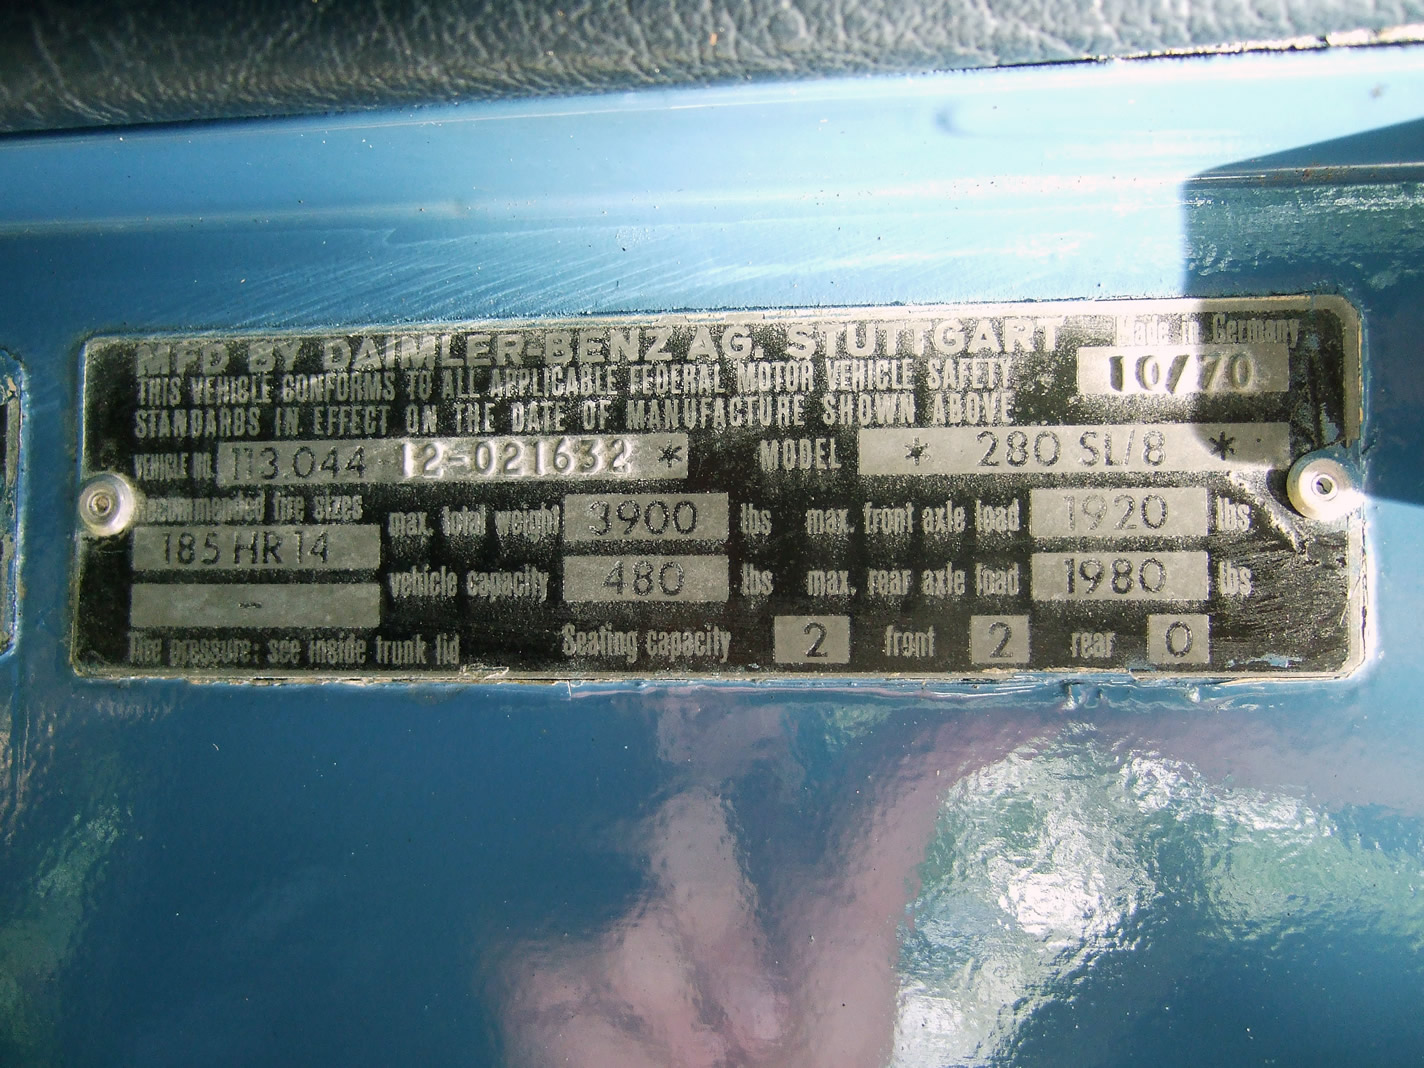 MFD BY DAIMLER-BENZ AG. STUTTGART Made in Germany
THIS VEHICLE CONFORMS TO ALL APPLICABLE FEDERAL MOTOR VEHICLE SAFETY 10/70
STANDARDS IN EFFECT ON THE DATE OF MANUFACTURE SHOWN ABOVE
VEHICLE NO. 113.044 12-021632 * MODEL * 280 SL/8 *
Recommended tire sizes max. total weight 3900 lbs max. front axle load 1920 lbs
185 HR 14
- vehicle capacity 480 lbs max. rear axle load 1980 lbs
Tire pressure: see inside trunk lid Seating capacity 2 front 2 rear 0